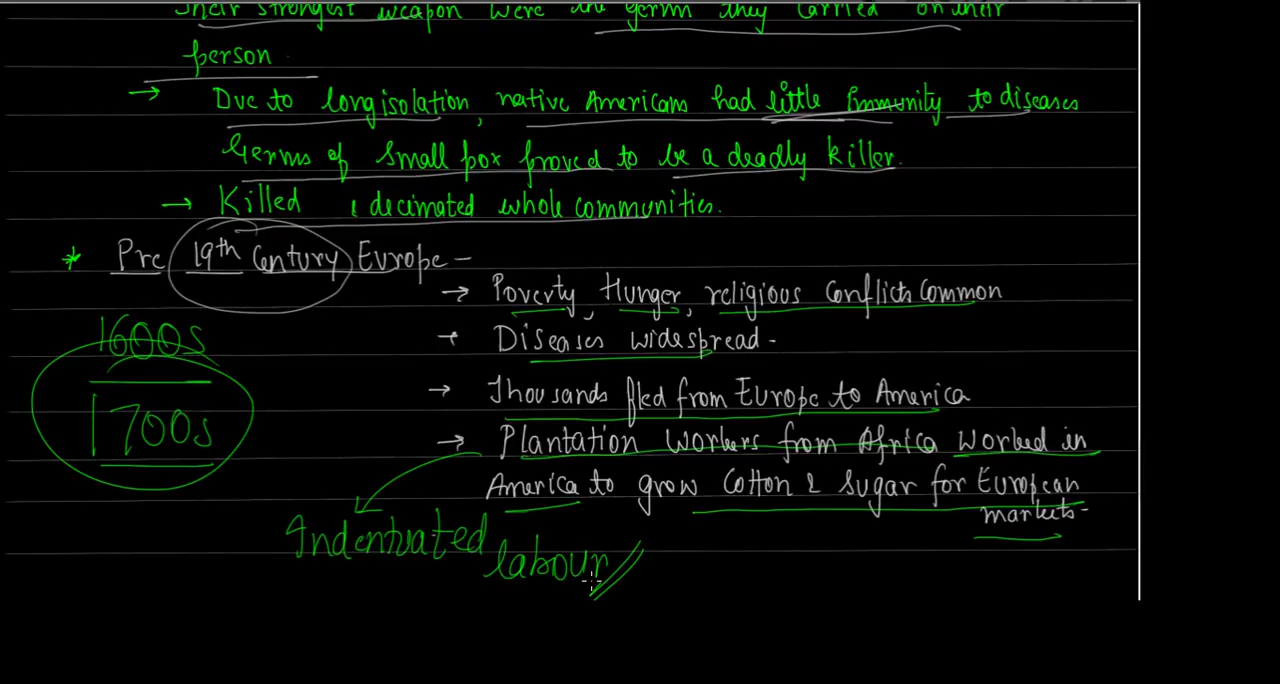 Their strongest weapon were the germ they carried on their
person
→ Due to long isolation, native Americans had little Immunity to diseases
Germs of small pox proved to be a deadly killer.
→ Killed & decimated whole communities.
* Pre 19th Century Europe –
→ Poverty, Hunger, religious Conflicts Common
→ Diseases widespread -
1600s
→ Thousands fled from Europe to America
1700s
→ Plantation workers from Africa worked in
America to grow Cotton & Sugar for European
markets-
Indentuated
labour